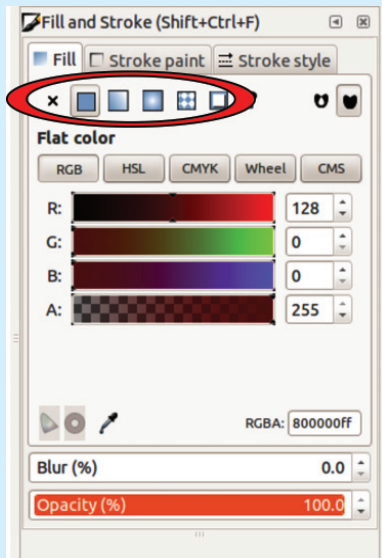 Fill and Stroke (Shift+Ctrl+F)
Fill Stroke paint Stroke style
Flat color
RGB HSL CMYK Wheel CMS
R: 128
G: 0
B: 0
A: 255
RGBA: 800000ff
Blur (%) 0.0
Opacity (%) 100.0